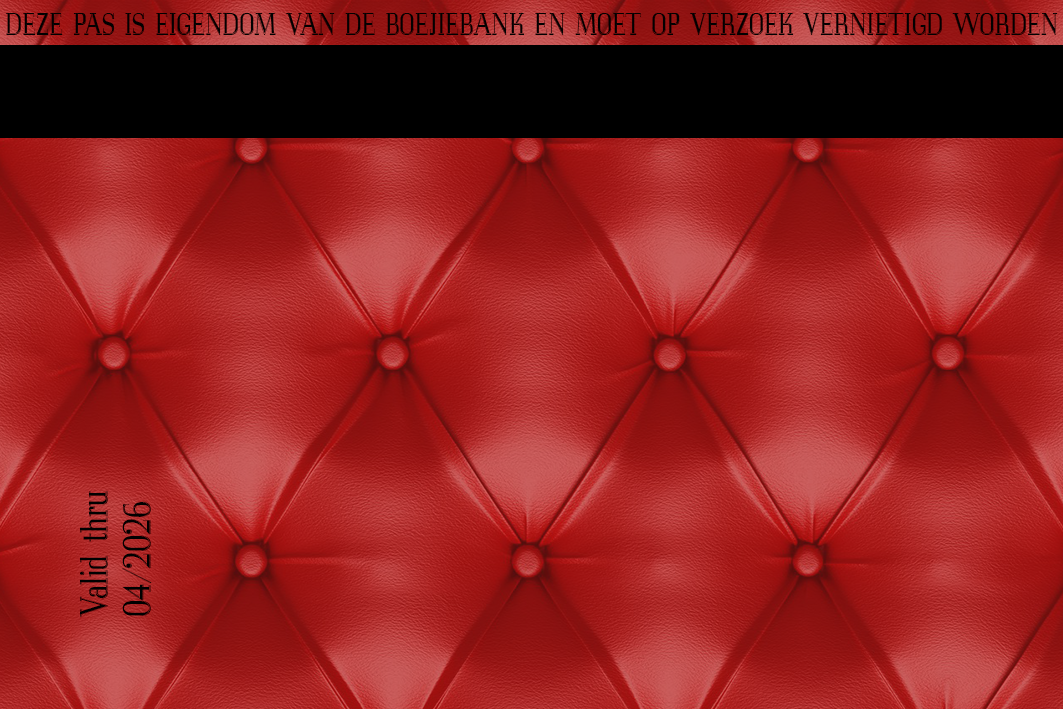 DEZE PAS IS EIGENDOM VAN DE BOEJIEBANK EN MOET OP VERZOEK VERNIETIGD WORDEN
Valid thru
04/2026